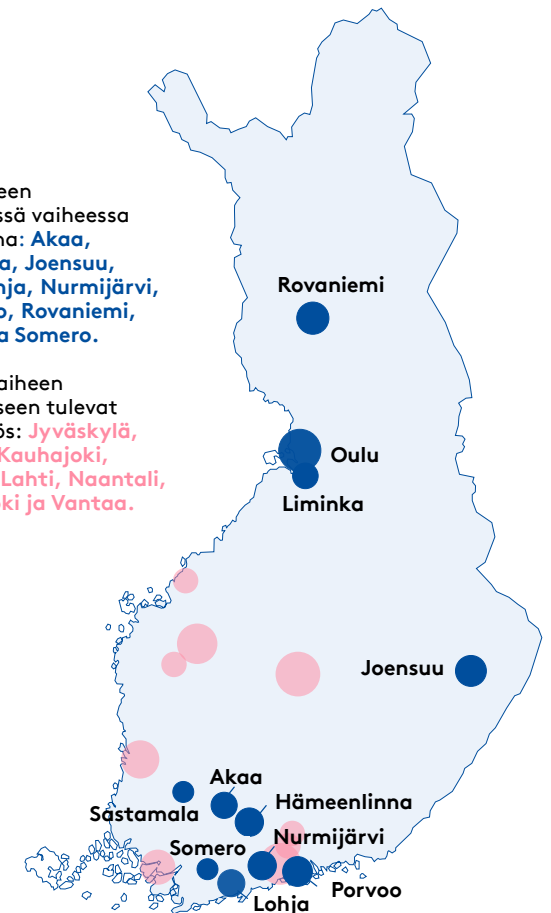 een
ssä vaiheessa
na: Akaa,
a, Joensuu,
hja, Nurmijärvi,
o, Rovaniemi,
a Somero.
aiheen
seen tulevat
ös: Jyväskylä,
Kauhajoki,
Lahti, Naantali,
ki ja Vantaa.
Rovaniemi
Oulu
Liminka
Joensuu
Akaa
Sastamala
Hämeenlinna
Somero
Nurmijärvi
Porvoo
Lohja